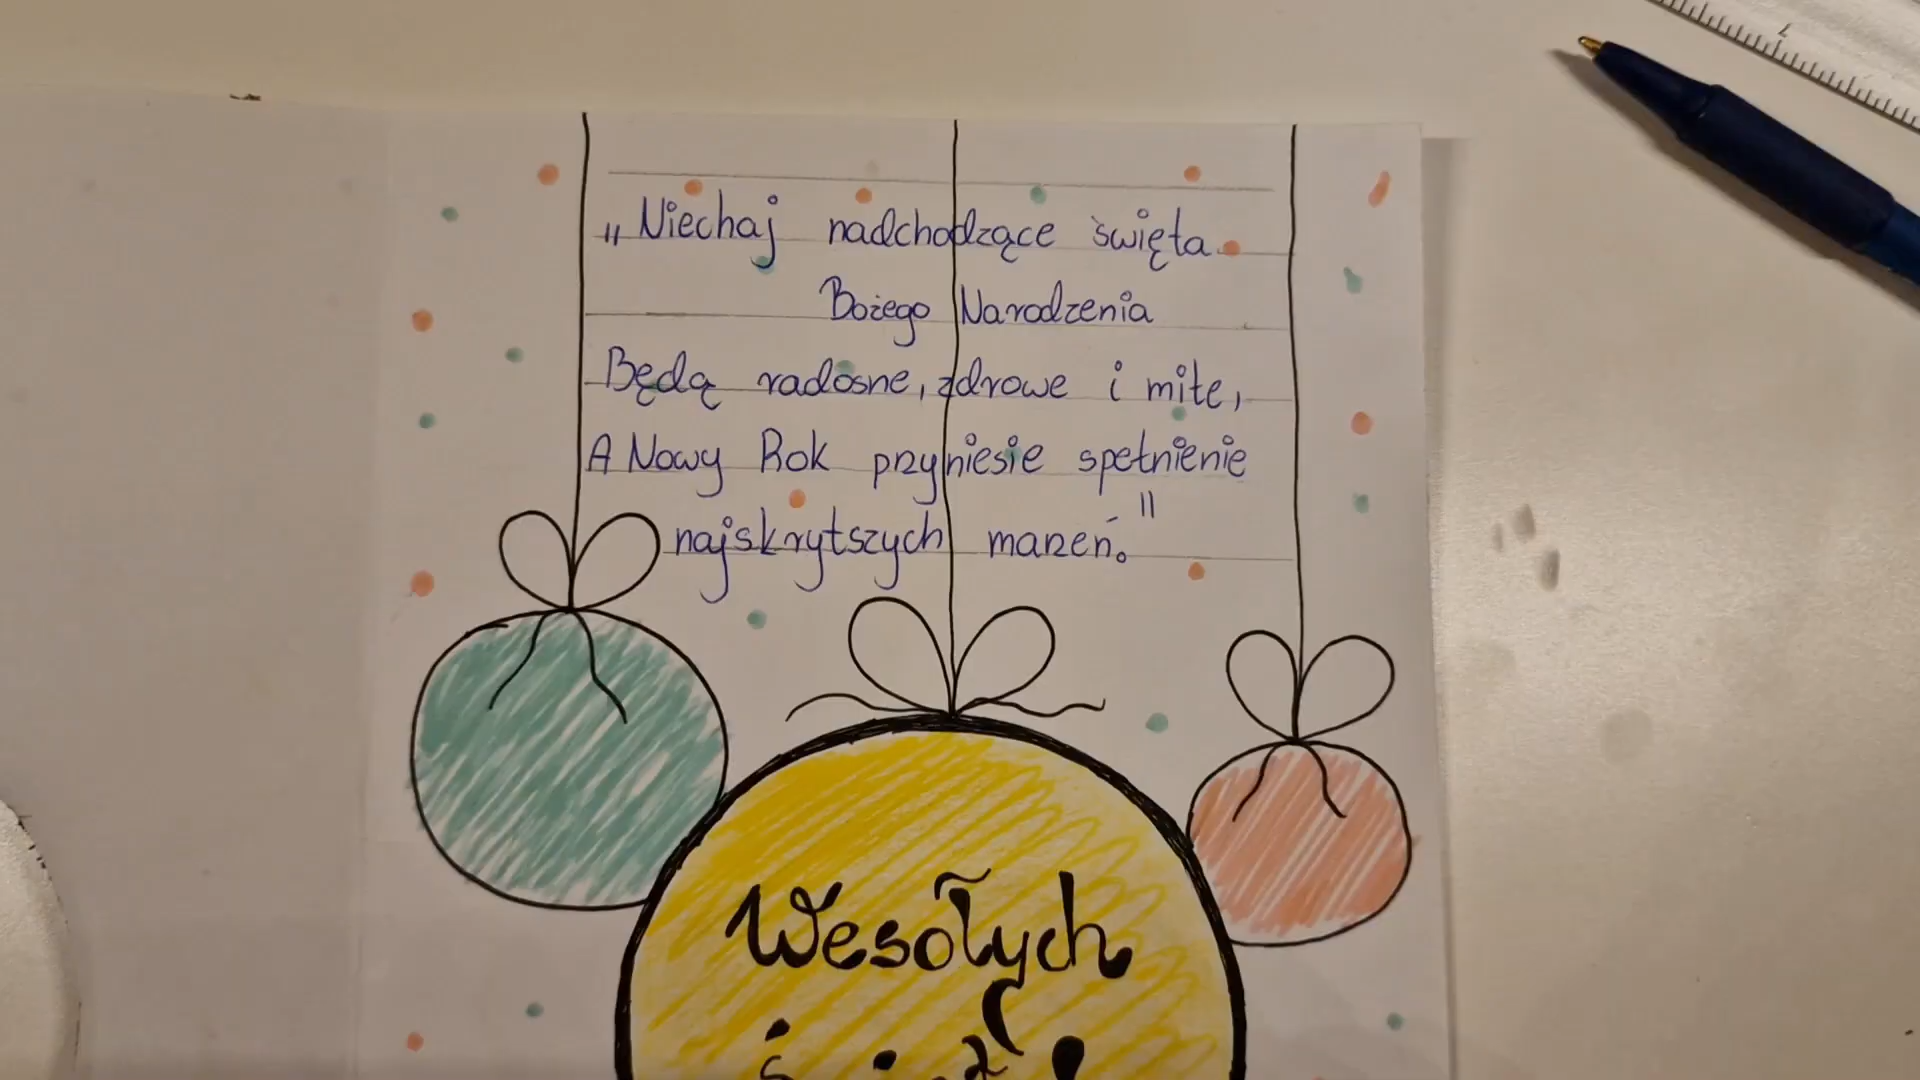 „Niechaj nadchodzące święta
Bożego Narodzenia
Będą radosne, zdrowe i miłe,
A Nowy Rok przyniesie spełnienie
najskrytszych marzeń."
Wesołych